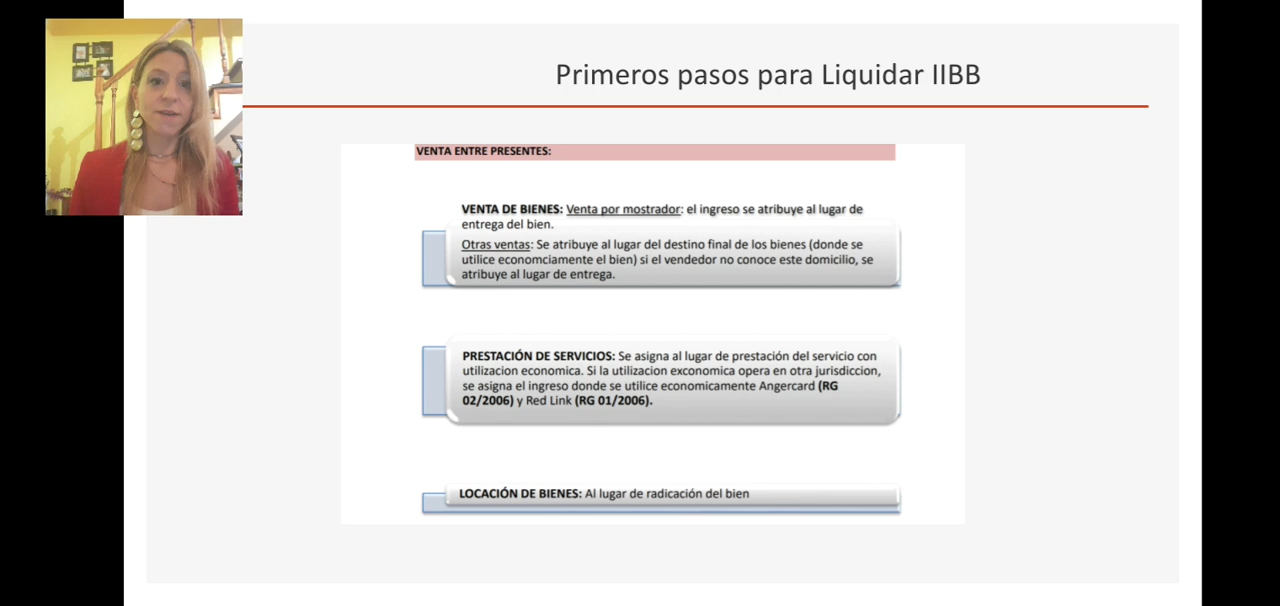 Primeros pasos para Liquidar IIBB
VENTA ENTRE PRESENTES:
VENTA DE BIENES: Venta por mostrador: el ingreso se atribuye al lugar de
entrega del bien.
Otras ventas: Se atribuye al lugar del destino final de los bienes (donde se
utilice economciamente el bien) si el vendedor no conoce este domicilio, se
atribuye al lugar de entrega.
PRESTACIÓN DE SERVICIOS: Se asigna al lugar de prestación del servicio con
utilizacion economica. Si la utilizacion exconomica opera en otra jurisdiccion,
se asigna el ingreso donde se utilice economicamente Angercard (RG
02/2006) y Red Link (RG 01/2006).
LOCACIÓN DE BIENES: Al lugar de radicación del bien